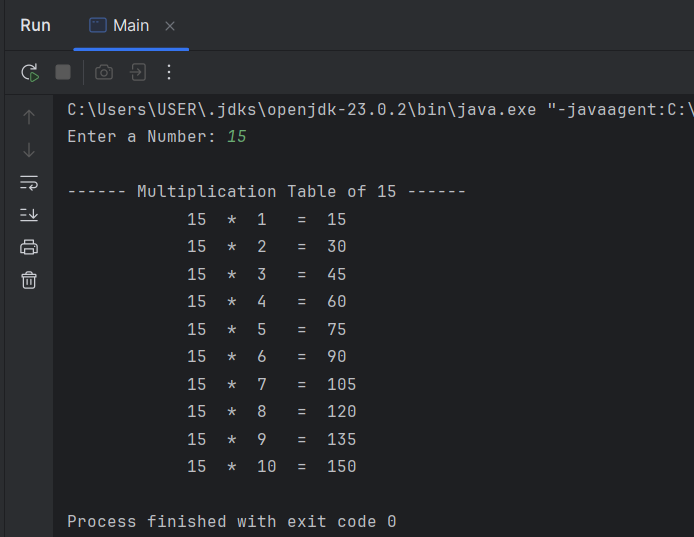 Run Main
C:\Users\USER\.jdks\openjdk-23.0.2\bin\java.exe "-javaagent:C:\
Enter a Number: 15
------ Multiplication Table of 15 ------
15 * 1 = 15
15 * 2 = 30
15 * 3 = 45
15 * 4 = 60
15 * 5 = 75
15 * 6 = 90
15 * 7 = 105
15 * 8 = 120
15 * 9 = 135
15 * 10 = 150
Process finished with exit code 0